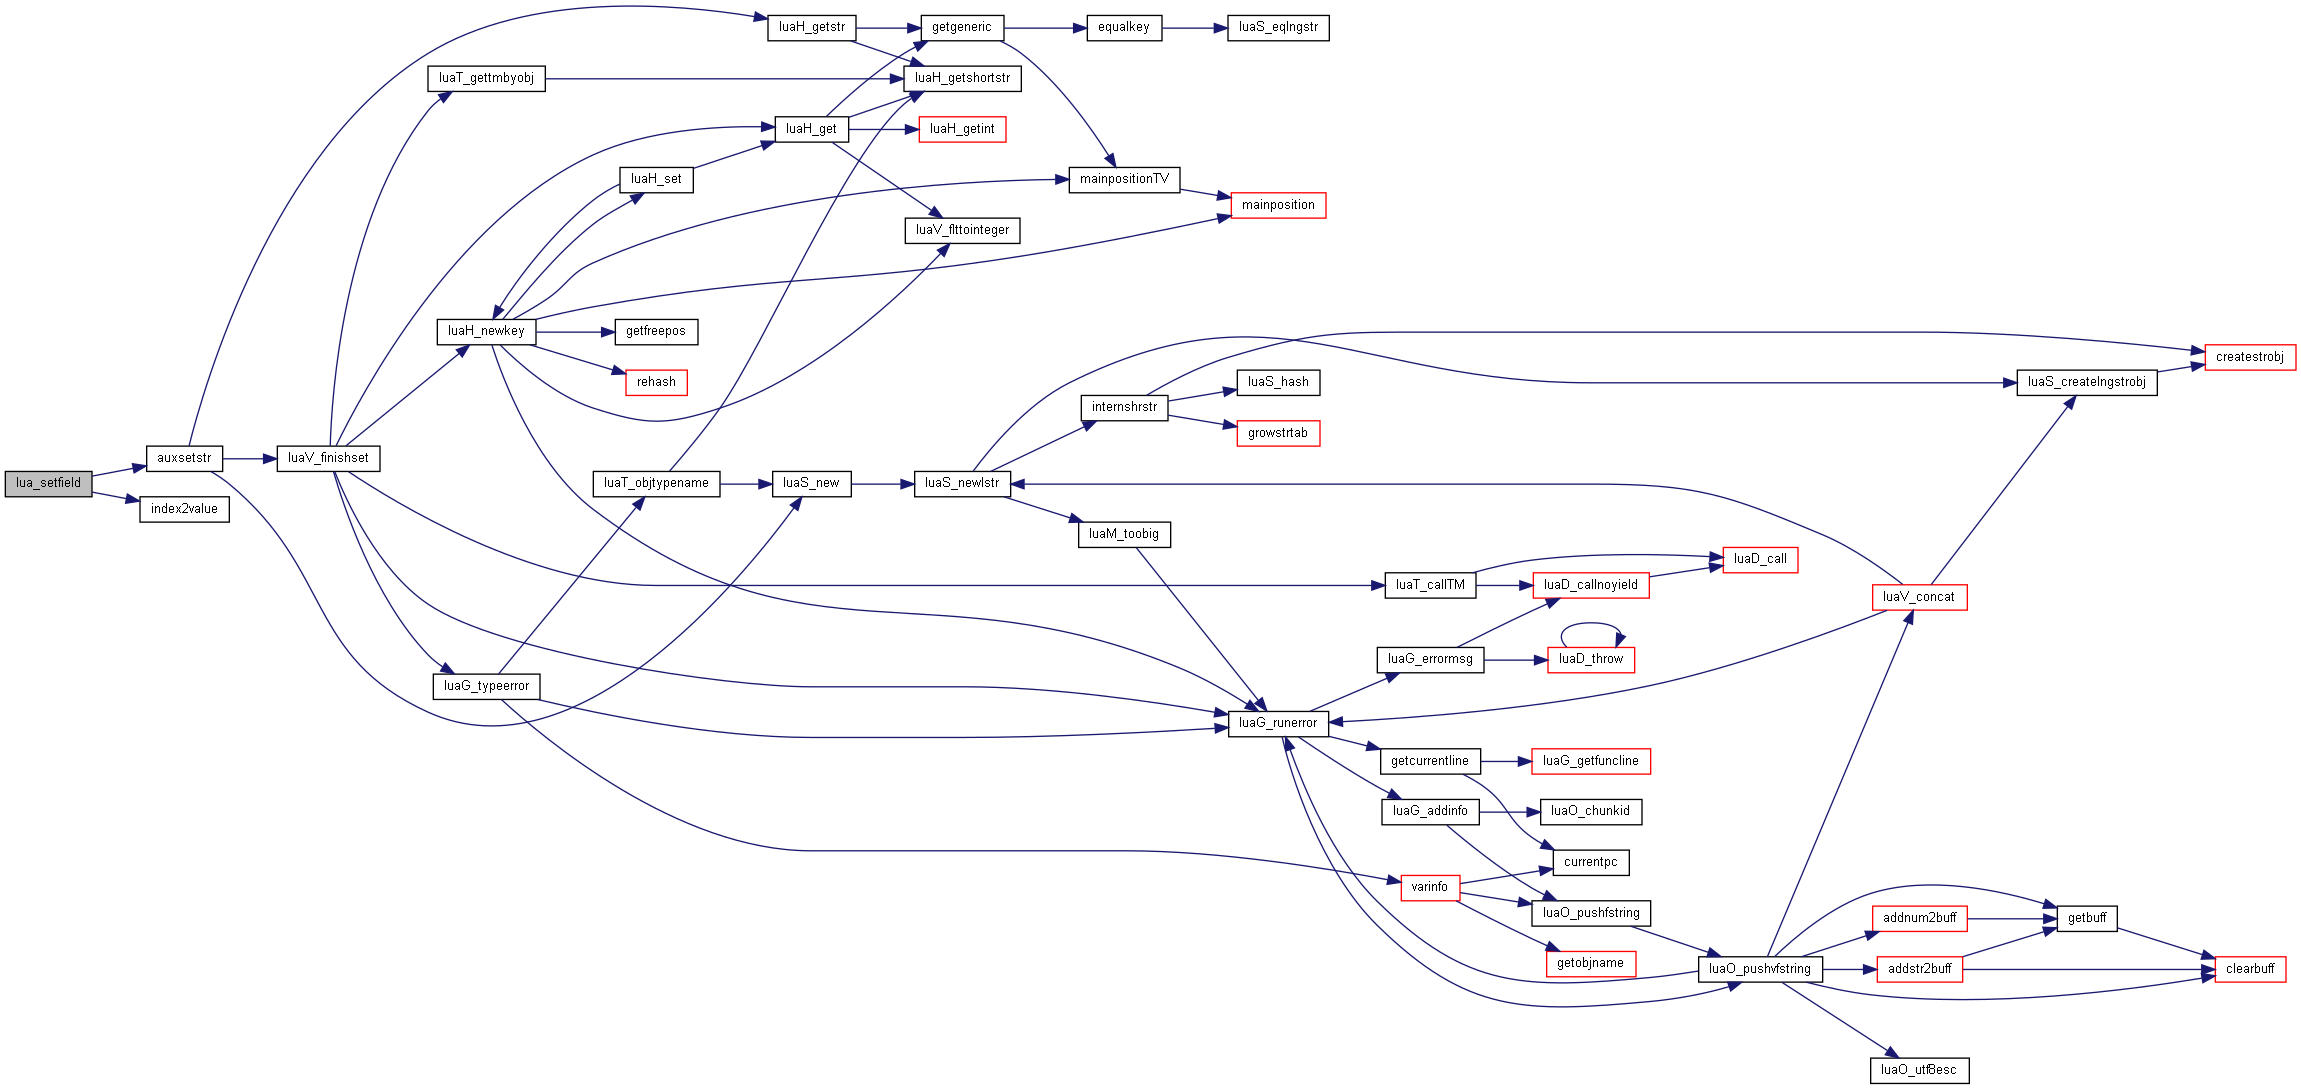 luaH_getstr
getgeneric
equalkey
luaS_eqlngstr
luaT_gettmbyobj
luaH_getshortstr
luaH_get
luaH_getint
luaH_set
mainpositionTV
mainposition
luaV_flttointeger
luaH_newkey
getfreepos
rehash
createstrobj
luaS_hash
luaS_createlngstrobj
internshrstr
growstrtab
auxsetstr
luaV_finishset
lua_setfield
index2value
luaT_objtypename
luaS_new
luaS_newlstr
luaM_toobig
luaD_call
luaT_callTM
luaD_callnoyield
luaV_concat
luaG_errormsg
luaD_throw
luaG_typeerror
luaG_runerror
getcurrentline
luaG_getfuncline
luaG_addinfo
luaO_chunkid
currentpc
varinfo
luaO_pushfstring
addnum2buff
getbuff
getobjname
luaO_pushvfstring
addstr2buff
clearbuff
luaO_utf8esc